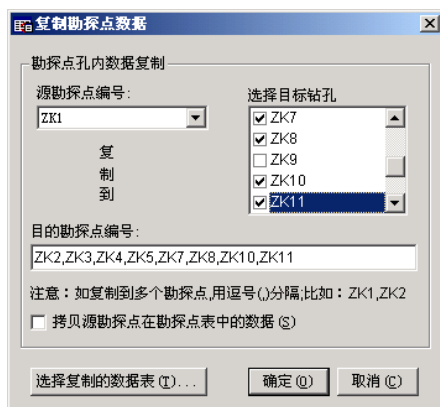 复制勘探点数据
勘探点孔内数据复制
源勘探点编号:
选择目标钻孔
ZK1
ZK7
ZK8
ZK9
ZK10
ZK11
复
制
到
目的勘探点编号:
ZK2,ZK3,ZK4,ZK5,ZK7,ZK8,ZK10,ZK11
注意：如复制到多个勘探点,用逗号(,)分隔;比如：ZK1,ZK2
拷贝源勘探点在勘探点表中的数据(S)
选择复制的数据表(T)...
确定(O)
取消(C)